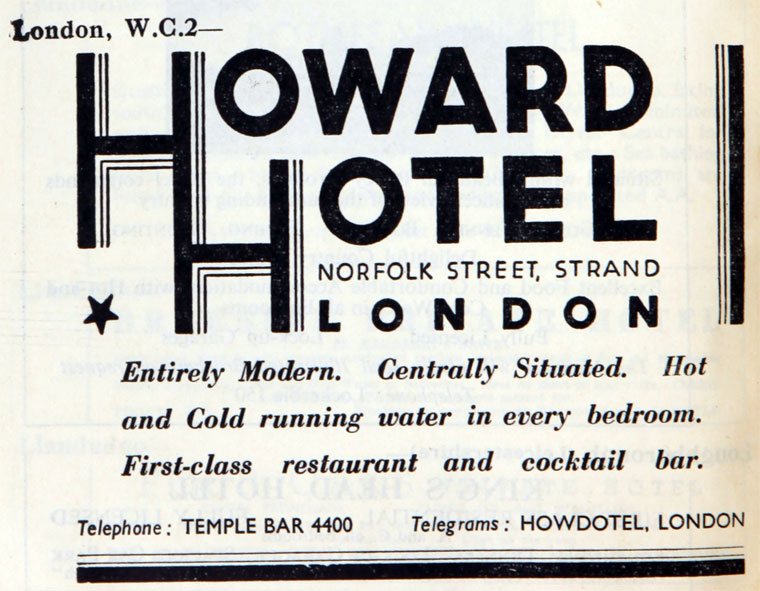 London, W.C.2—
HOWARD
HOTEL
NORFOLK STREET, STRAND
LONDON
Entirely Modern. Centrally Situated. Hot
and Cold running water in every bedroom.
First-class restaurant and cocktail bar.
Telephone: TEMPLE BAR 4400 Telegrams: HOWDOTEL, LONDON